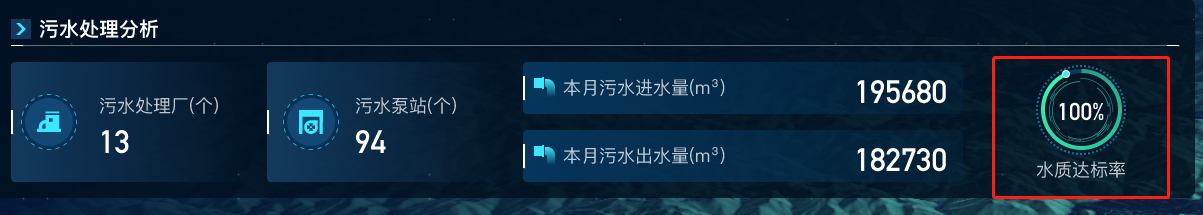 污水处理分析
污水处理厂(个)
13
污水泵站(个)
94
本月污水进水量(m³)
195680
本月污水出水量(m³)
182730
100%
水质达标率